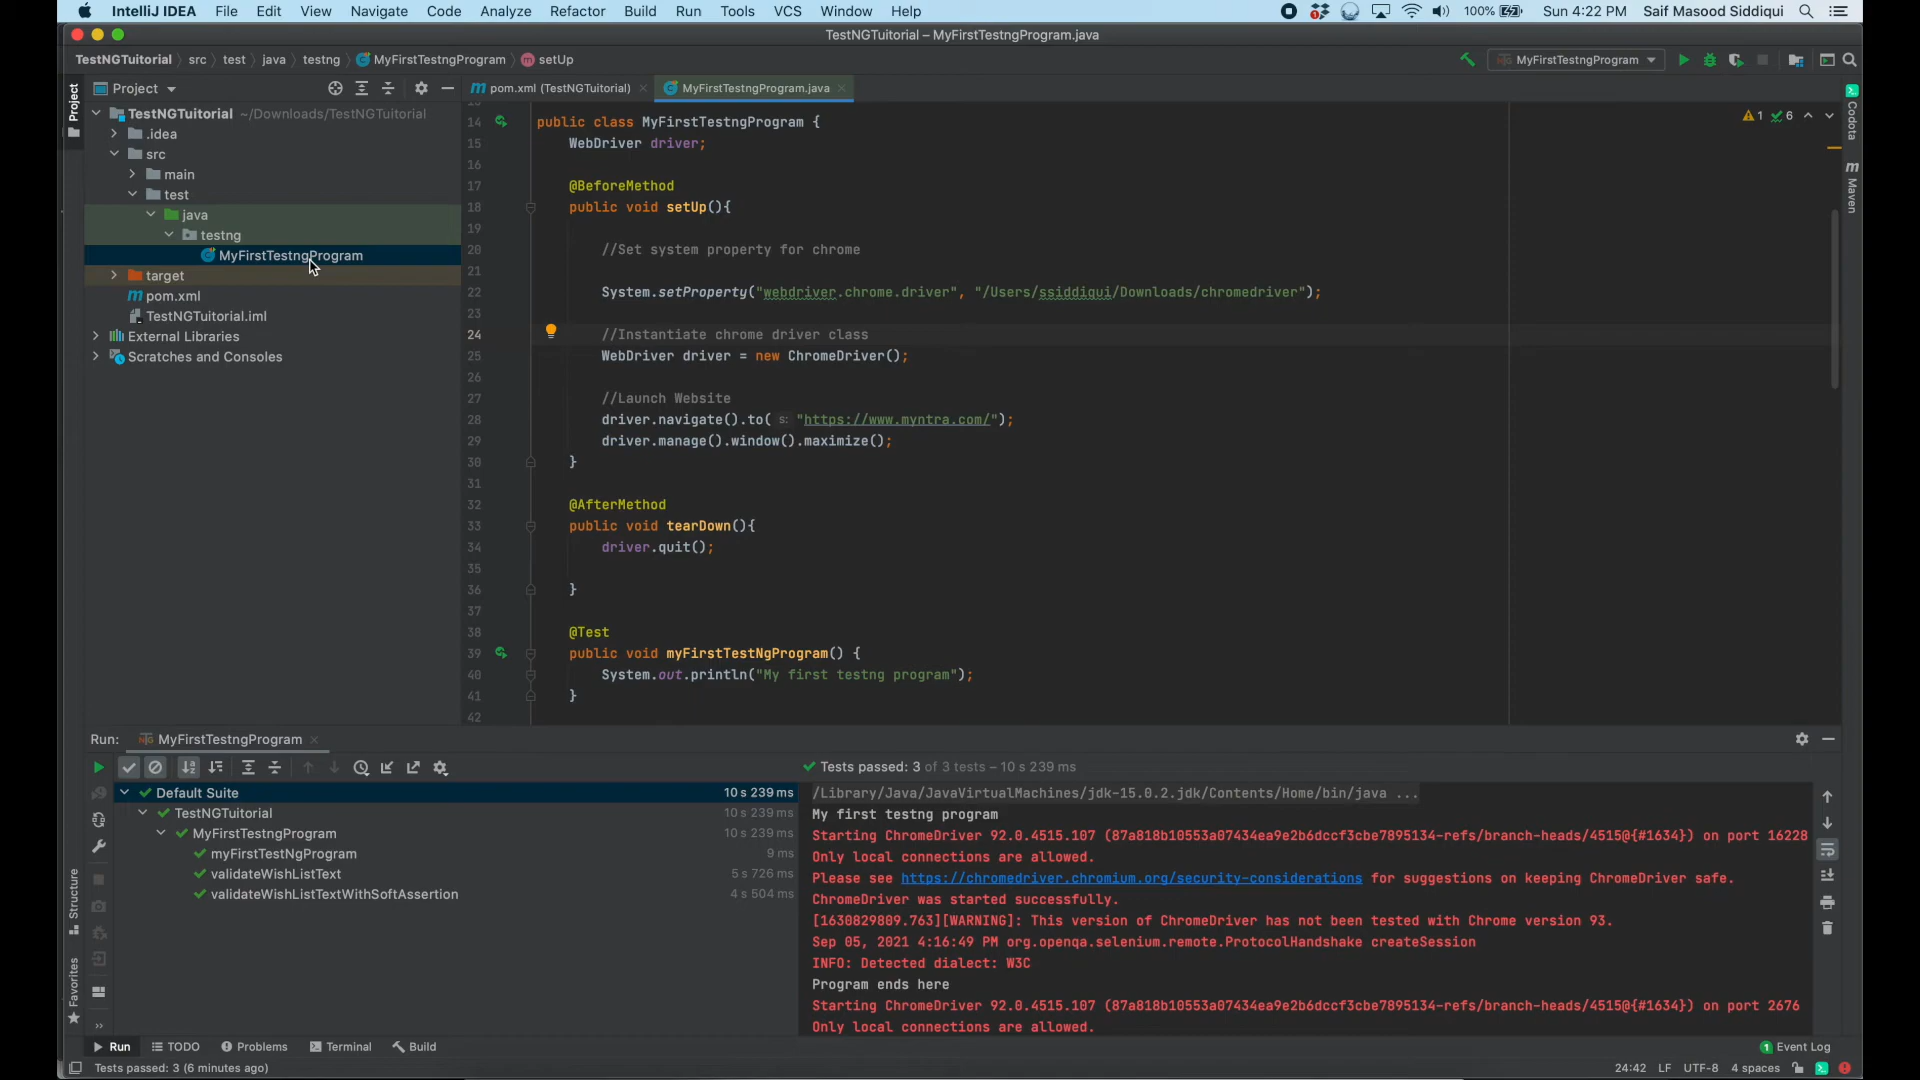 IntelliJ IDEA File Edit View Navigate Code Analyze Refactor Build Run Tools VCS Window Help 100% Sun 4:22 PM Saif Masood Siddiqui
TestNGTuitorial – MyFirstTestngProgram.java
TestNGTuitorial src test java testng MyFirstTestngProgram m setUp MyFirstTestngProgram
Project
pom.xml (TestNGTuitorial)
MyFirstTestngProgram.java
Project
TestNGTuitorial ~/Downloads/TestNGTuitorial
.idea
src
main
test
java
testng
MyFirstTestngProgram
target
pom.xml
TestNGTuitorial.iml
External Libraries
Scratches and Consoles
1 6
Codota
Maven
14 public class MyFirstTestngProgram {
15 WebDriver driver;
16
17 @BeforeMethod
18 public void setUp(){
19
20 //Set system property for chrome
21
22 System.setProperty("webdriver.chrome.driver", "/Users/ssiddiqui/Downloads/chromedriver");
23
24 //Instantiate chrome driver class
25 WebDriver driver = new ChromeDriver();
26
27 //Launch Website
28 driver.navigate().to( s: "https://www.myntra.com/");
29 driver.manage().window().maximize();
30 }
31
32 @AfterMethod
33 public void tearDown(){
34 driver.quit();
35
36 }
37
38 @Test
39 public void myFirstTestNgProgram() {
40 System.out.println("My first testng program");
41 }
42
Run: MyFirstTestngProgram
Tests passed: 3 of 3 tests – 10 s 239 ms
Default Suite 10 s 239 ms
TestNGTuitorial 10 s 239 ms
MyFirstTestngProgram 10 s 239 ms
myFirstTestNgProgram 9 ms
validateWishListText 5 s 726 ms
validateWishListTextWithSoftAssertion 4 s 504 ms
/Library/Java/JavaVirtualMachines/jdk-15.0.2.jdk/Contents/Home/bin/java ...
My first testng program
Starting ChromeDriver 92.0.4515.107 (87a818b10553a07434ea9e2b6dccf3cbe7895134-refs/branch-heads/4515@{#1634}) on port 16228
Only local connections are allowed.
Please see https://chromedriver.chromium.org/security-considerations for suggestions on keeping ChromeDriver safe.
ChromeDriver was started successfully.
[1630829809.763][WARNING]: This version of ChromeDriver has not been tested with Chrome version 93.
Sep 05, 2021 4:16:49 PM org.openqa.selenium.remote.ProtocolHandshake createSession
INFO: Detected dialect: W3C
Program ends here
Starting ChromeDriver 92.0.4515.107 (87a818b10553a07434ea9e2b6dccf3cbe7895134-refs/branch-heads/4515@{#1634}) on port 2676
Only local connections are allowed.
Structure
Favorites
Run TODO Problems Terminal Build 1 Event Log
Tests passed: 3 (6 minutes ago) 24:42 LF UTF-8 4 spaces